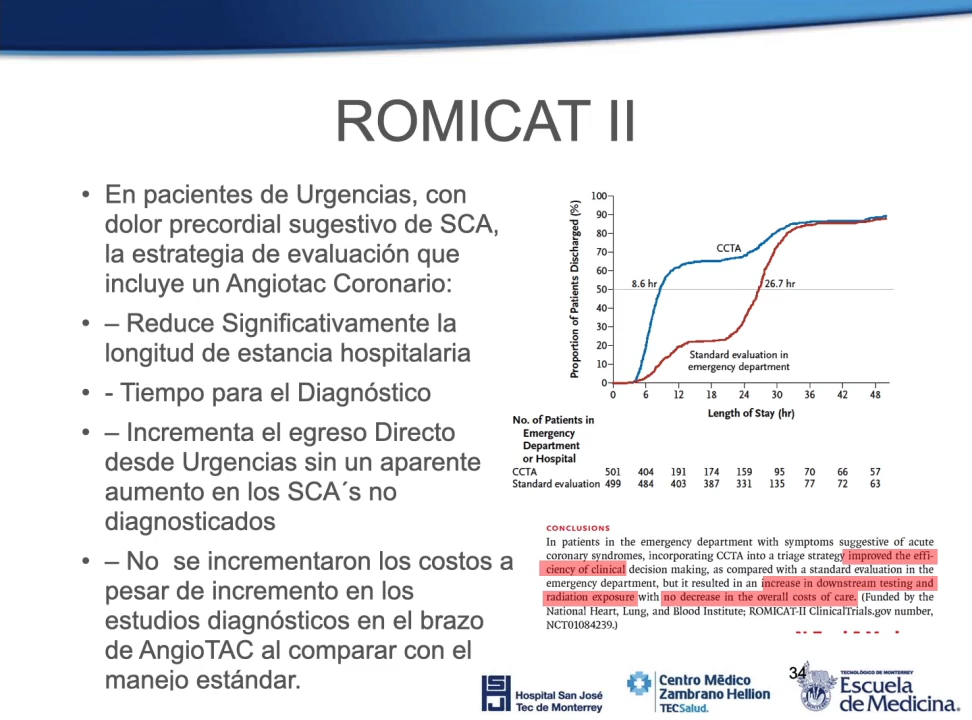 ROMICAT II
• En pacientes de Urgencias, con
dolor precordial sugestivo de SCA,
la estrategia de evaluación que
incluye un Angiotac Coronario:
• – Reduce Significativamente la
longitud de estancia hospitalaria
• - Tiempo para el Diagnóstico
• – Incrementa el egreso Directo
desde Urgencias sin un aparente
aumento en los SCA´s no
diagnosticados
• – No se incrementaron los costos a
pesar de incremento en los
estudios diagnósticos en el brazo
de AngioTAC al comparar con el
manejo estándar.
Proportion of Patients Discharged (%)
100
90
80
70
60
50
40
30
20
10
0
CCTA
8.6 hr
26.7 hr
Standard evaluation in
emergency department
0 6 12 18 24 30 36 42 48
Length of Stay (hr)
No. of Patients in
Emergency
Department
or Hospital
CCTA 501 404 191 174 159 95 70 66 57
Standard evaluation 499 484 403 387 331 135 77 72 63
CONCLUSIONS
In patients in the emergency department with symptoms suggestive of acute
coronary syndromes, incorporating CCTA into a triage strategy improved the effi-
ciency of clinical decision making, as compared with a standard evaluation in the
emergency department, but it resulted in an increase in downstream testing and
radiation exposure with no decrease in the overall costs of care. (Funded by the
National Heart, Lung, and Blood Institute; ROMICAT-II ClinicalTrials.gov number,
NCT01084239.)
34
Hospital San José
Tec de Monterrey
Centro Médico
Zambrano Hellion
TECSalud.
TECNOLÓGICO DE MONTERREY
Escuela
de Medicina.